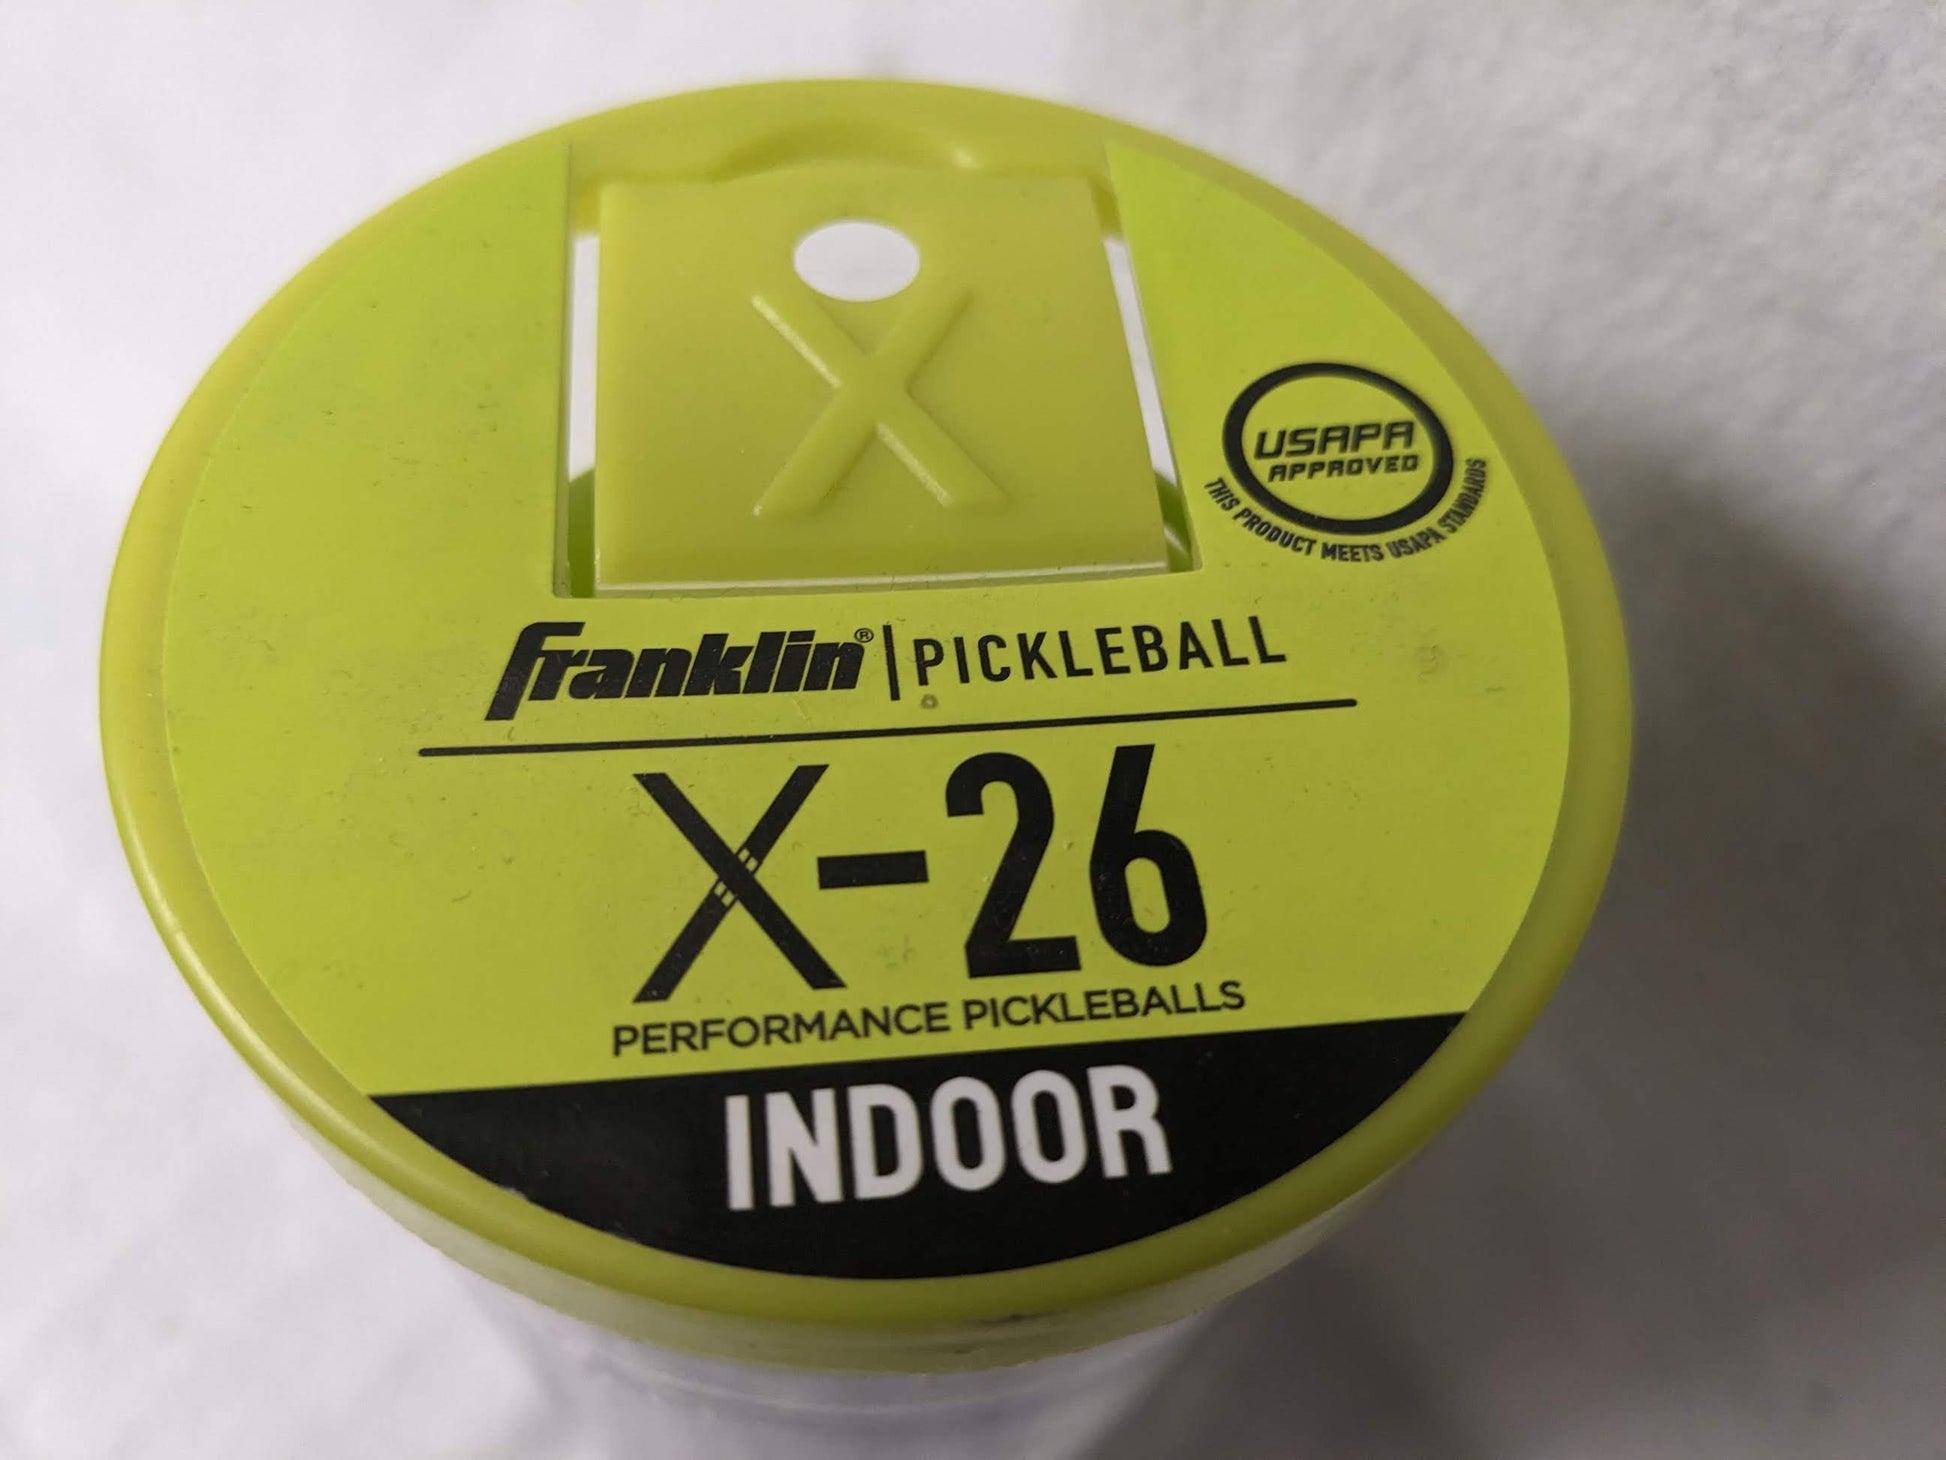 USAPA
APPROVED
THIS PRODUCT MEETS USAPA STANDARDS
Franklin® | PICKLEBALL
X-26
PERFORMANCE PICKLEBALLS
INDOOR